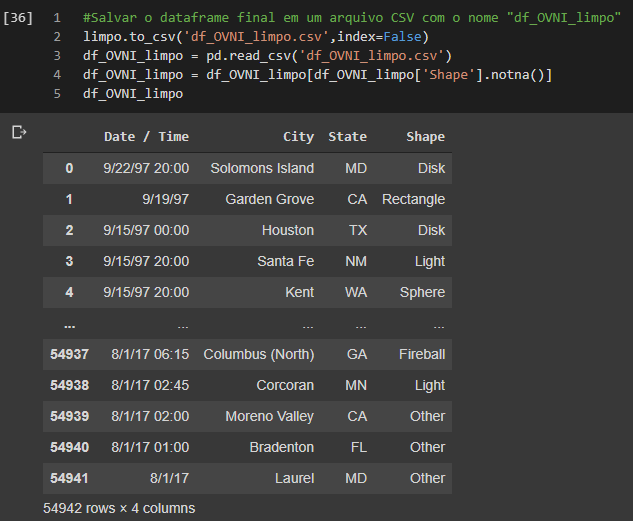 [36] 1 #Salvar o dataframe final em um arquivo CSV com o nome "df_OVNI_limpo"
2 limpo.to_csv('df_OVNI_limpo.csv',index=False)
3 df_OVNI_limpo = pd.read_csv('df_OVNI_limpo.csv')
4 df_OVNI_limpo = df_OVNI_limpo[df_OVNI_limpo['Shape'].notna()]
5 df_OVNI_limpo
Date / Time City State Shape
0 9/22/97 20:00 Solomons Island MD Disk
1 9/19/97 Garden Grove CA Rectangle
2 9/15/97 00:00 Houston TX Disk
3 9/15/97 20:00 Santa Fe NM Light
4 9/15/97 20:00 Kent WA Sphere
... ... ... ... ...
54937 8/1/17 06:15 Columbus (North) GA Fireball
54938 8/1/17 02:45 Corcoran MN Light
54939 8/1/17 02:00 Moreno Valley CA Other
54940 8/1/17 01:00 Bradenton FL Other
54941 8/1/17 Laurel MD Other
54942 rows × 4 columns